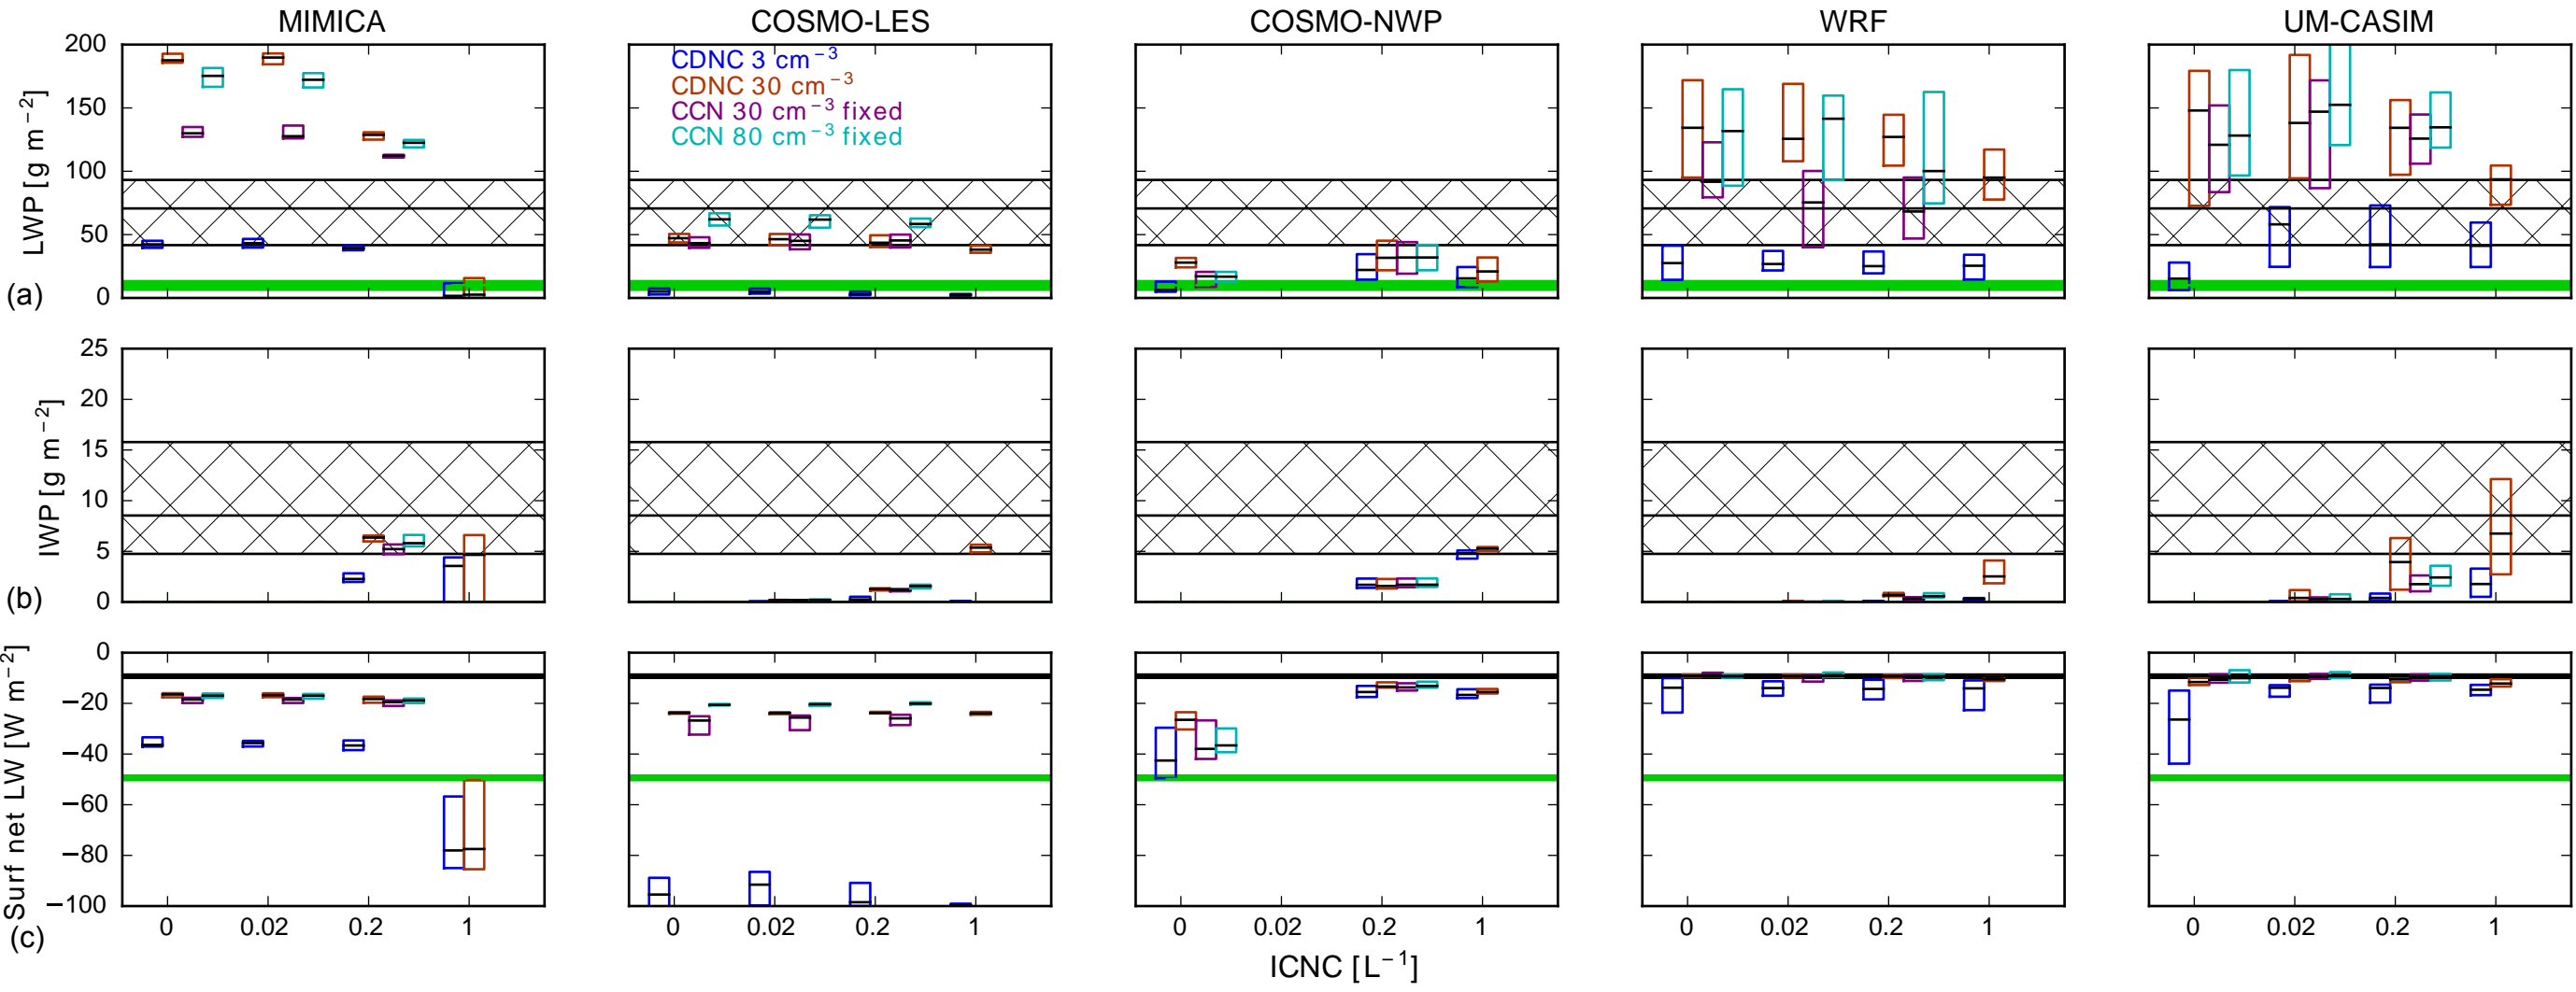 MIMICA COSMO-LES COSMO-NWP WRF UM-CASIM
LWP [g m⁻²]
200
150
100
50
0
(a)
CDNC 3 cm⁻³
CDNC 30 cm⁻³
CCN 30 cm⁻³ fixed
CCN 80 cm⁻³ fixed
IWP [g m⁻²]
25
20
15
10
5
0
(b)
Surf net LW [W m⁻²]
0
−20
−40
−60
−80
−100
(c)
0 0.02 0.2 1 0 0.02 0.2 1 0 0.02 0.2 1 0 0.02 0.2 1 0 0.02 0.2 1
ICNC [L⁻¹]